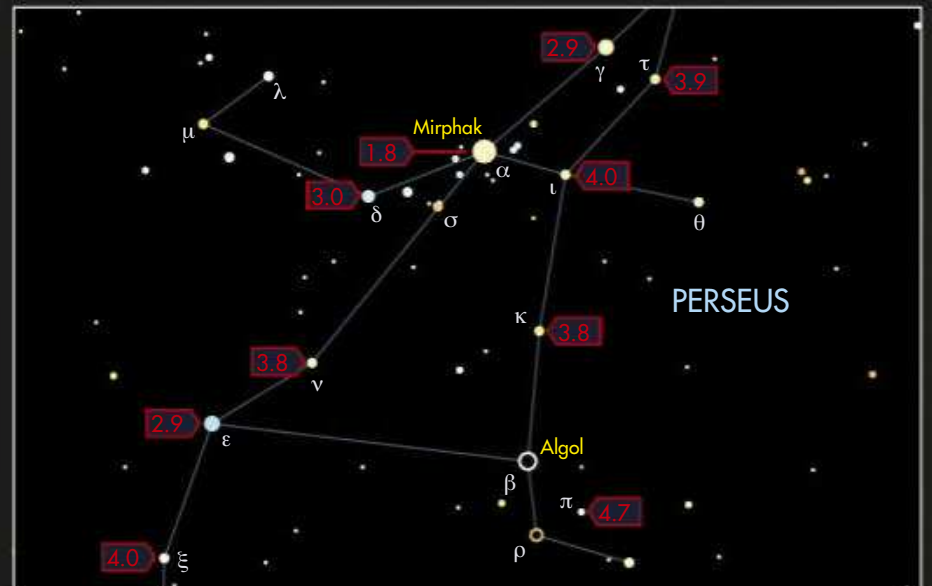 2.9
γ
τ
3.9
λ
μ
Mirphak
1.8
α
ι
4.0
3.0
δ
σ
θ
PERSEUS
κ
3.8
3.8
ν
2.9
ε
Algol
β
π
4.7
ρ
4.0
ξ